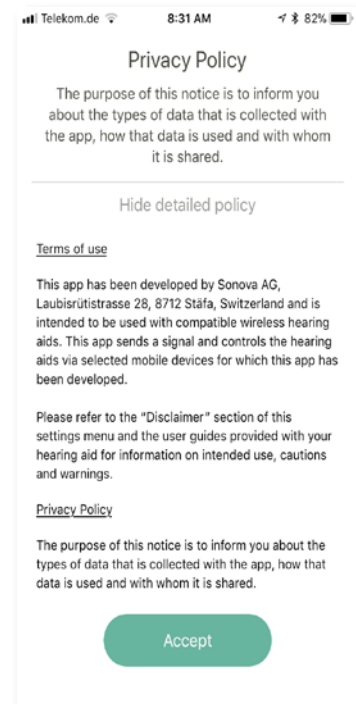 Telekom.de 8:31 AM 82%
Privacy Policy
The purpose of this notice is to inform you
about the types of data that is collected with
the app, how that data is used and with whom
it is shared.
Hide detailed policy
Terms of use
This app has been developed by Sonova AG,
Laubisrütistrasse 28, 8712 Stäfa, Switzerland and is
intended to be used with compatible wireless hearing
aids. This app sends a signal and controls the hearing
aids via selected mobile devices for which this app has
been developed.
Please refer to the “Disclaimer” section of this
settings menu and the user guides provided with your
hearing aid for information on intended use, cautions
and warnings.
Privacy Policy
The purpose of this notice is to inform you about the
types of data that is collected with the app, how that
data is used and with whom it is shared.
Accept